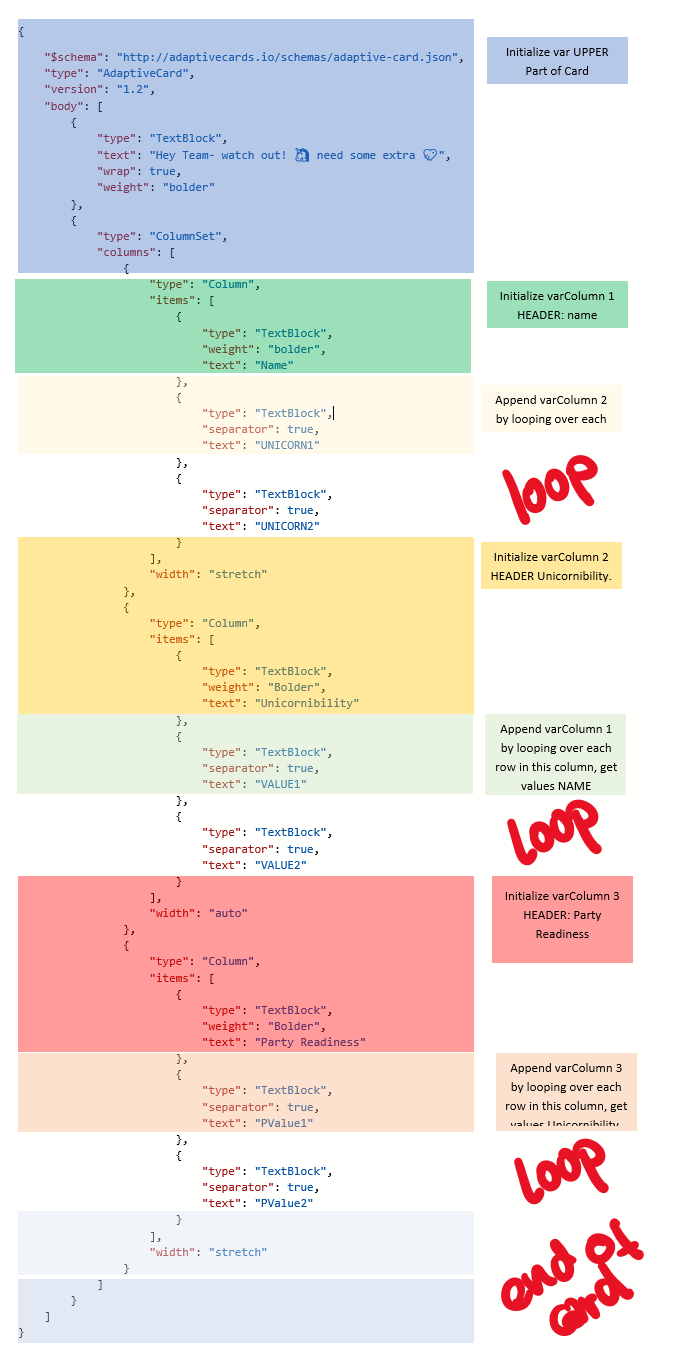 {
"$schema": "http://adaptivecards.io/schemas/adaptive-card.json",
"type": "AdaptiveCard",
"version": "1.2",
"body": [
{
"type": "TextBlock",
"text": "Hey Team- watch out! 🦄 need some extra 💖",
"wrap": true,
"weight": "bolder"
},
{
"type": "ColumnSet",
"columns": [
{
"type": "Column",
"items": [
{
"type": "TextBlock",
"weight": "bolder",
"text": "Name"
},
{
"type": "TextBlock",
"separator": true,
"text": "UNICORN1"
},
{
"type": "TextBlock",
"separator": true,
"text": "UNICORN2"
}
],
"width": "stretch"
},
{
"type": "Column",
"items": [
{
"type": "TextBlock",
"weight": "Bolder",
"text": "Unicornibility"
},
{
"type": "TextBlock",
"separator": true,
"text": "VALUE1"
},
{
"type": "TextBlock",
"separator": true,
"text": "VALUE2"
}
],
"width": "auto"
},
{
"type": "Column",
"items": [
{
"type": "TextBlock",
"weight": "Bolder",
"text": "Party Readiness"
},
{
"type": "TextBlock",
"separator": true,
"text": "PValue1"
},
{
"type": "TextBlock",
"separator": true,
"text": "PValue2"
}
],
"width": "stretch"
}
]
}
]
}
Initialize var UPPER
Part of Card
Initialize varColumn 1
HEADER: name
Append varColumn 2
by looping over each
loop
Initialize varColumn 2
HEADER Unicornibility.
Append varColumn 1
by looping over each
row in this column, get
values NAME
Loop
Initialize varColumn 3
HEADER: Party
Readiness
Append varColumn 3
by looping over each
row in this column, get
values Unicornibility
Loop
end of
card